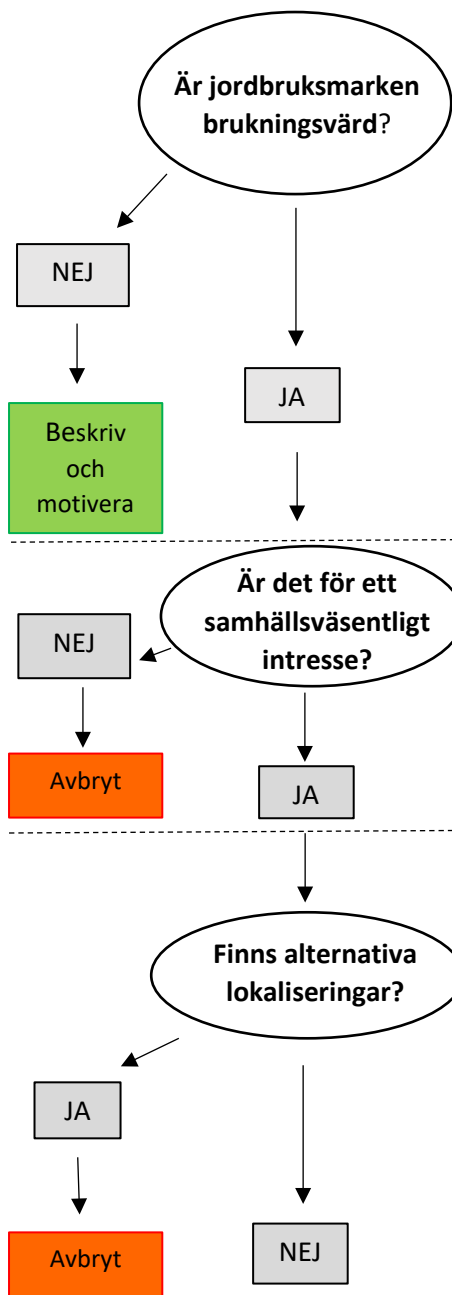 Är jordbruksmarken
brukningsvärd?
NEJ
JA
Beskriv
och
motivera
Är det för ett
samhällsväsentligt
intresse?
NEJ
Avbryt
JA
Finns alternativa
lokaliseringar?
JA
Avbryt
NEJ